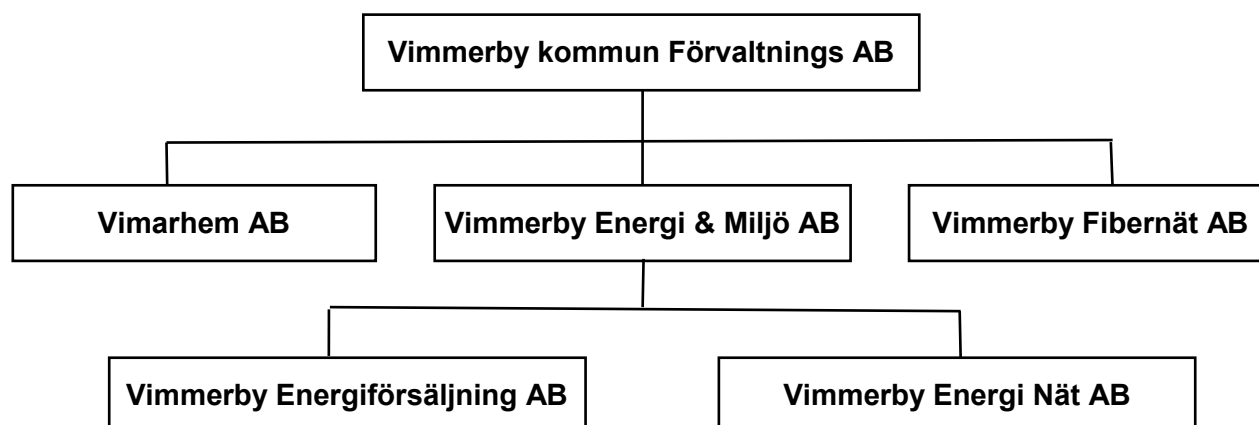 Vimmerby kommun Förvaltnings AB
Vimarhem AB
Vimmerby Energi & Miljö AB
Vimmerby Fibernät AB
Vimmerby Energiförsäljning AB
Vimmerby Energi Nät AB